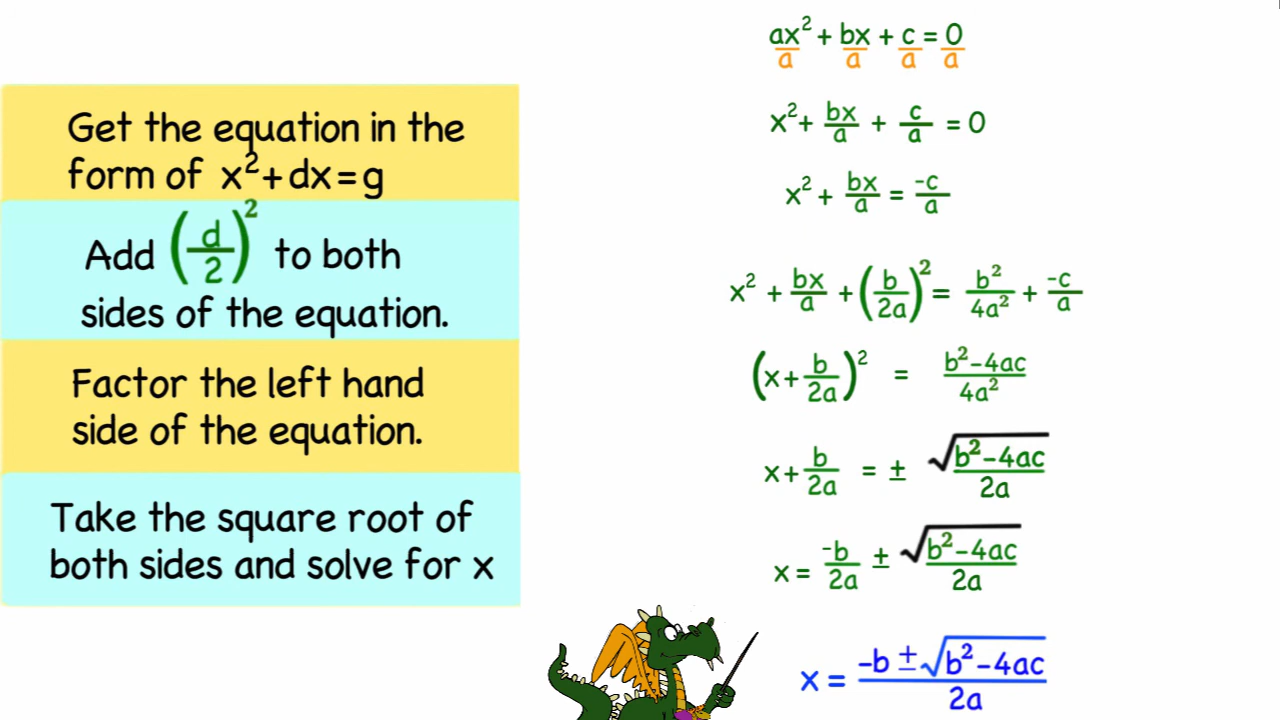 Get the equation in the
form of x²+dx=g
Add (d/2)² to both
sides of the equation.
Factor the left hand
side of the equation.
Take the square root of
both sides and solve for x
ax²/a + bx/a + c/a = 0/a
x² + bx/a + c/a = 0
x² + bx/a = -c/a
x² + bx/a + (b/2a)² = b²/4a² + -c/a
(x + b/2a)² = b²-4ac/4a²
x + b/2a = ± √b²-4ac/2a
x = -b/2a ± √b²-4ac/2a
x = -b ± √b²-4ac/2a